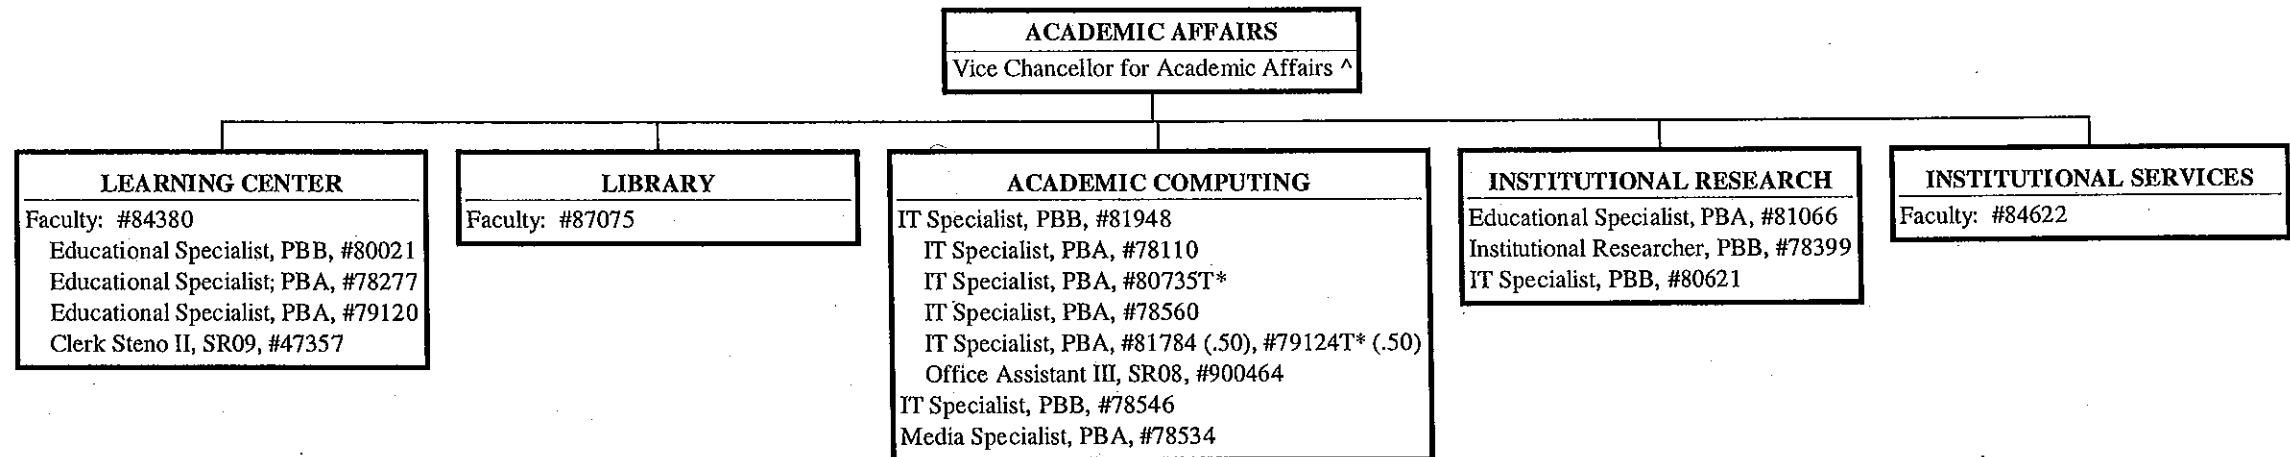 ACADEMIC AFFAIRS
Vice Chancellor for Academic Affairs ^
LEARNING CENTER
Faculty: #84380
Educational Specialist, PBB, #80021
Educational Specialist; PBA, #78277
Educational Specialist, PBA, #79120
Clerk Steno II, SR09, #47357
LIBRARY
Faculty: #87075
ACADEMIC COMPUTING
IT Specialist, PBB, #81948
IT Specialist, PBA, #78110
IT Specialist, PBA, #80735T*
IT Specialist, PBA, #78560
IT Specialist, PBA, #81784 (.50), #79124T* (.50)
Office Assistant III, SR08, #900464
IT Specialist, PBB, #78546
Media Specialist, PBA, #78534
INSTITUTIONAL RESEARCH
Educational Specialist, PBA, #81066
Institutional Researcher, PBB, #78399
IT Specialist, PBB, #80621
INSTITUTIONAL SERVICES
Faculty: #84622